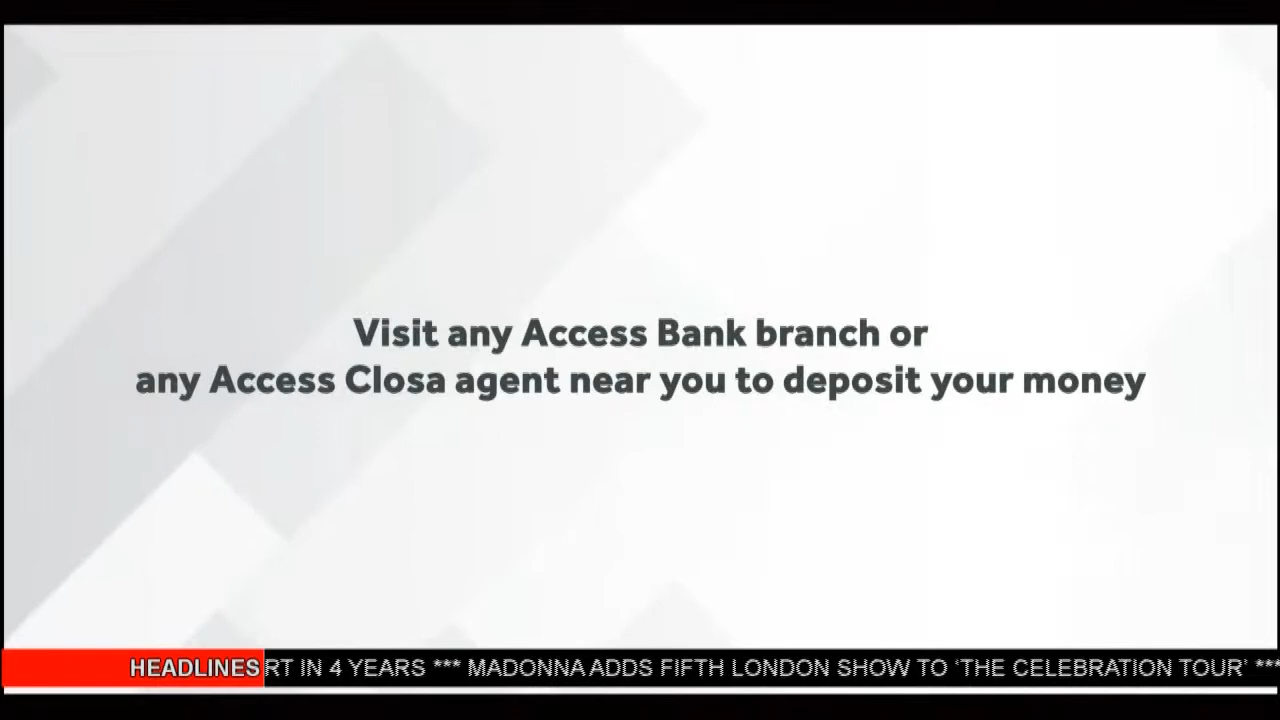 Visit any Access Bank branch or
any Access Closa agent near you to deposit your money
HEADLINES RT IN 4 YEARS *** MADONNA ADDS FIFTH LONDON SHOW TO ‘THE CELEBRATION TOUR’ ***